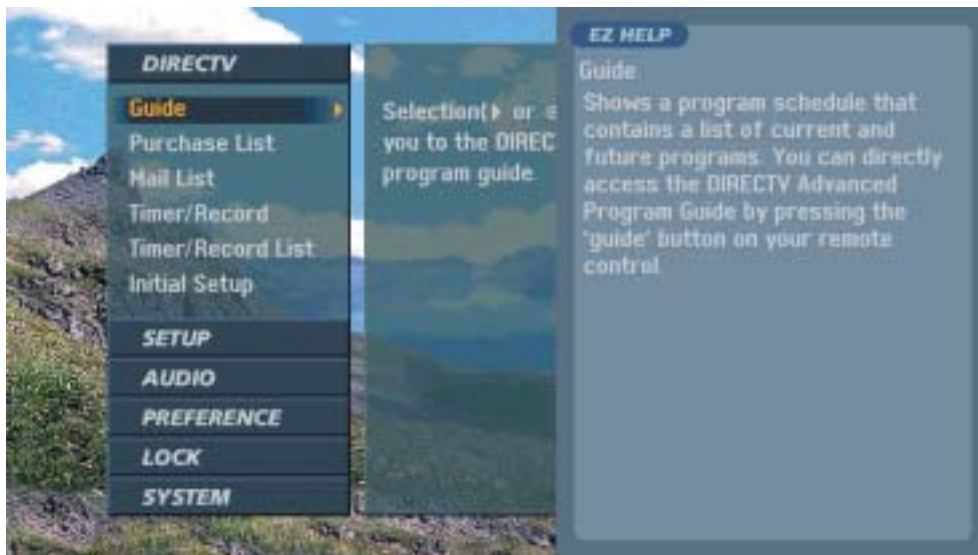 DIRECTV
Guide
Purchase List
Mail List
Timer/Record
Timer/Record List
Initial Setup
SETUP
AUDIO
PREFERENCE
LOCK
SYSTEM
Selection(▶ or
you to the DIREC
program guide.
EZ HELP
Guide
Shows a program schedule that
contains a list of current and
future programs. You can directly
access the DIRECTV Advanced
Program Guide by pressing the
'guide' button on your remote
control.